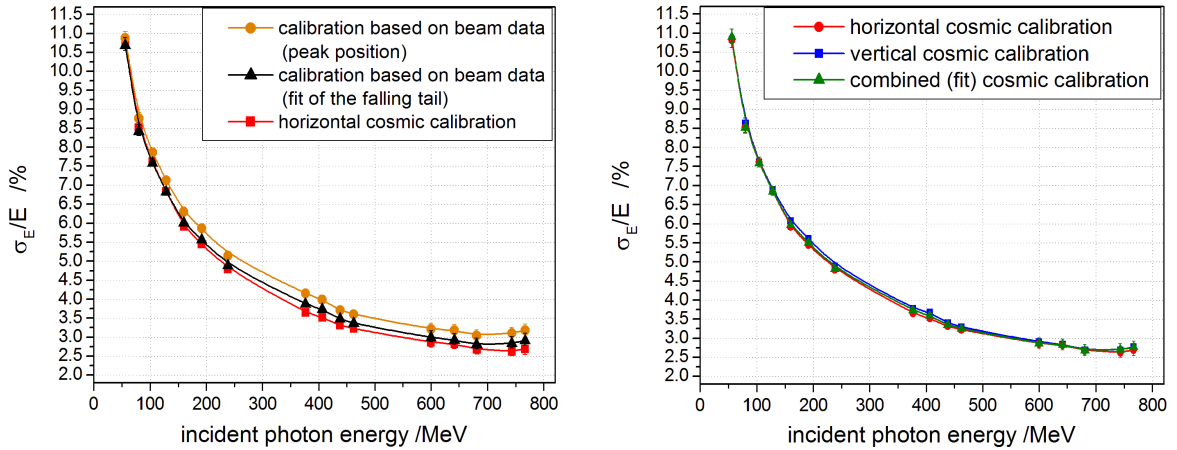 calibration based on beam data
(peak position)
calibration based on beam data
(fit of the falling tail)
horizontal cosmic calibration
σE/E /%
11.5
11.0
10.5
10.0
9.5
9.0
8.5
8.0
7.5
7.0
6.5
6.0
5.5
5.0
4.5
4.0
3.5
3.0
2.5
2.0
0 100 200 300 400 500 600 700 800
incident photon energy /MeV
horizontal cosmic calibration
vertical cosmic calibration
combined (fit) cosmic calibration
σE/E /%
11.5
11.0
10.5
10.0
9.5
9.0
8.5
8.0
7.5
7.0
6.5
6.0
5.5
5.0
4.5
4.0
3.5
3.0
2.5
2.0
0 100 200 300 400 500 600 700 800
incident photon energy /MeV